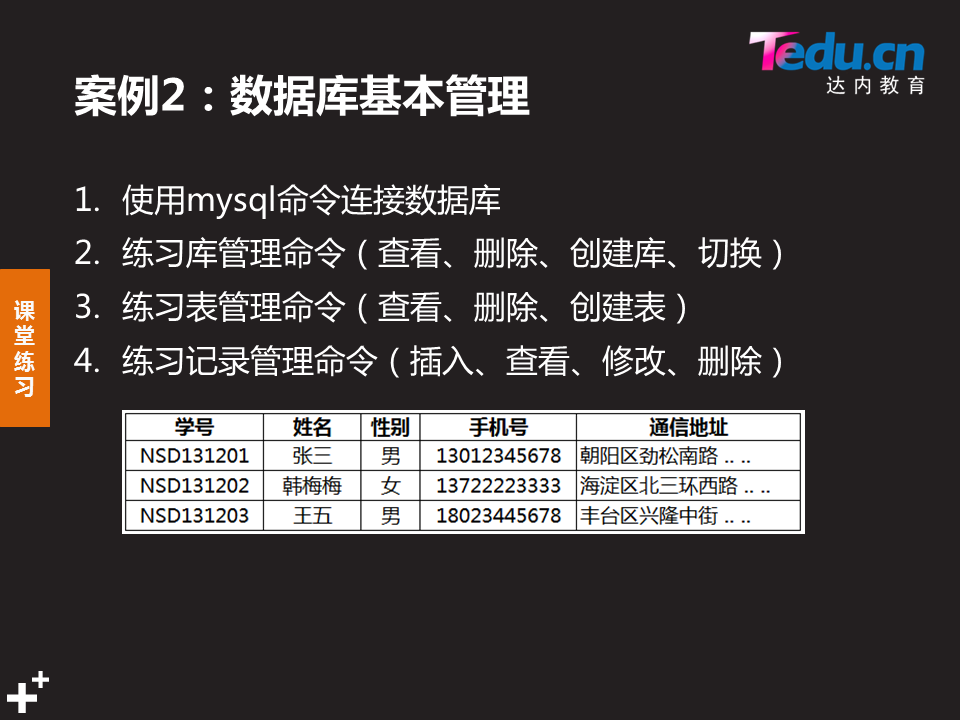 Tedu.cn
达内教育
案例2：数据库基本管理
1. 使用mysql命令连接数据库
2. 练习库管理命令（查看、删除、创建库、切换）
3. 练习表管理命令（查看、删除、创建表）
4. 练习记录管理命令（插入、查看、修改、删除）
课堂练习
学号 姓名 性别 手机号 通信地址
NSD131201 张三 男 13012345678 朝阳区劲松南路 .. ..
NSD131202 韩梅梅 女 13722223333 海淀区北三环西路 .. ..
NSD131203 王五 男 18023445678 丰台区兴隆中街 .. ..